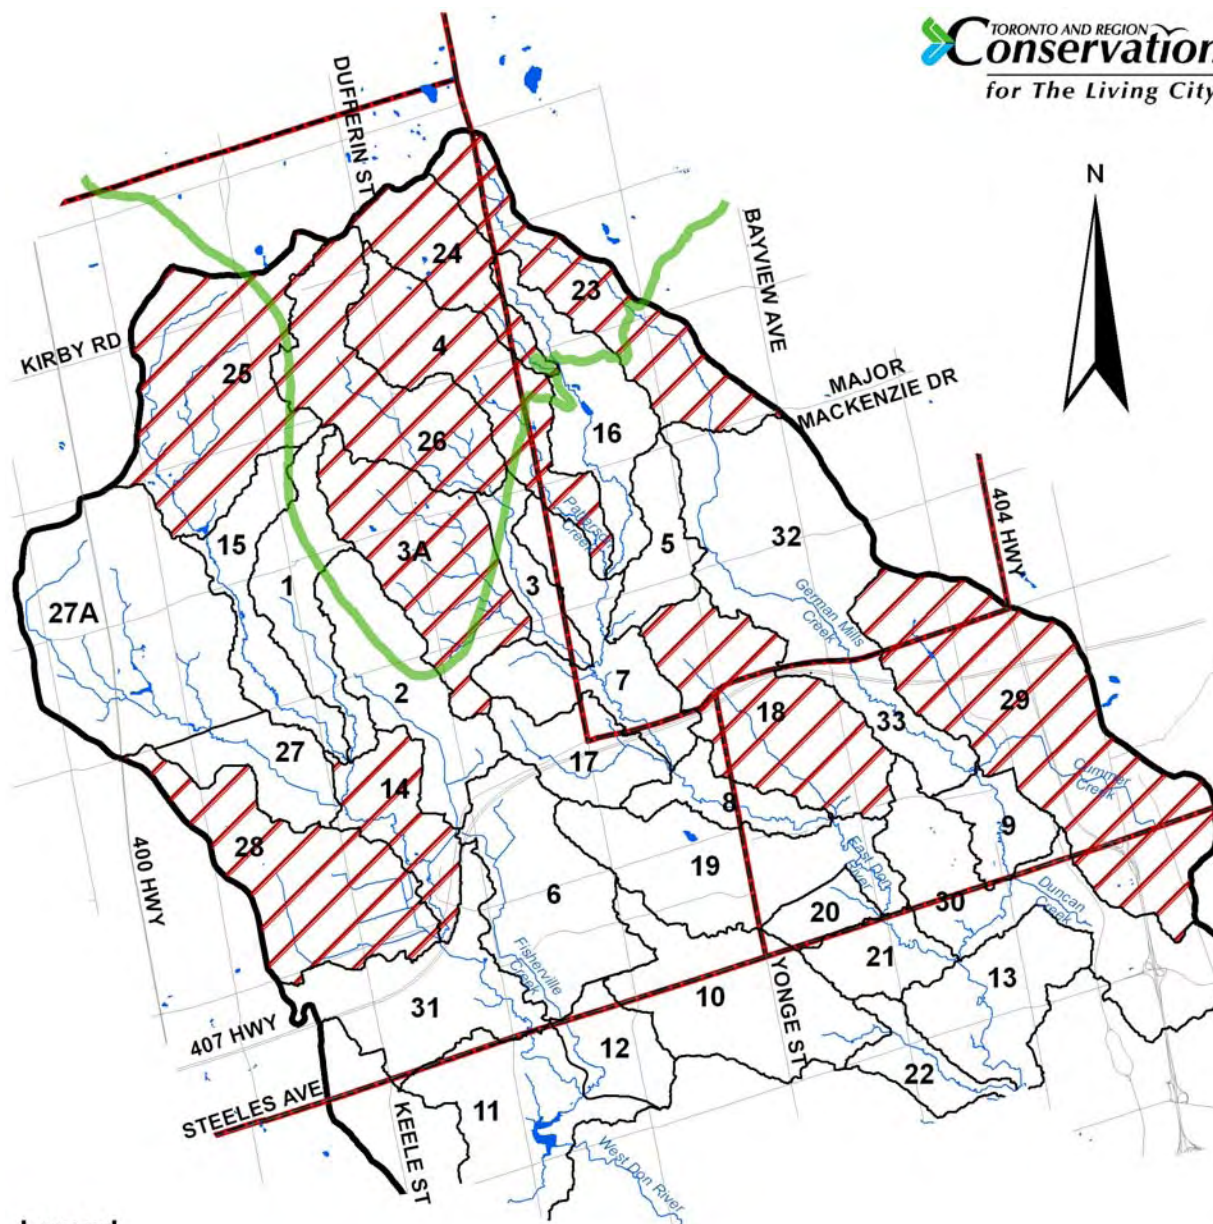 TORONTO AND REGION
Conservation
for The Living City
DUFFERIN ST
N
BAYVIEW AVE
24
23
KIRBY RD
4
25
MAJOR
MACKENZIE DR
26
16
404 HWY
Patterson
Creek
15
3A
5
32
1
3
27A
German Mills
Creek
7
2
29
18
33
27
17
Cummer
Creek
14
8
9
28
400 HWY
19
East Don
River
6
Duncan
Creek
20
30
Fisherville
Creek
21
13
10
YONGE ST
31
407 HWY
12
22
STEELES AVE
11
KEELE ST
West Don River